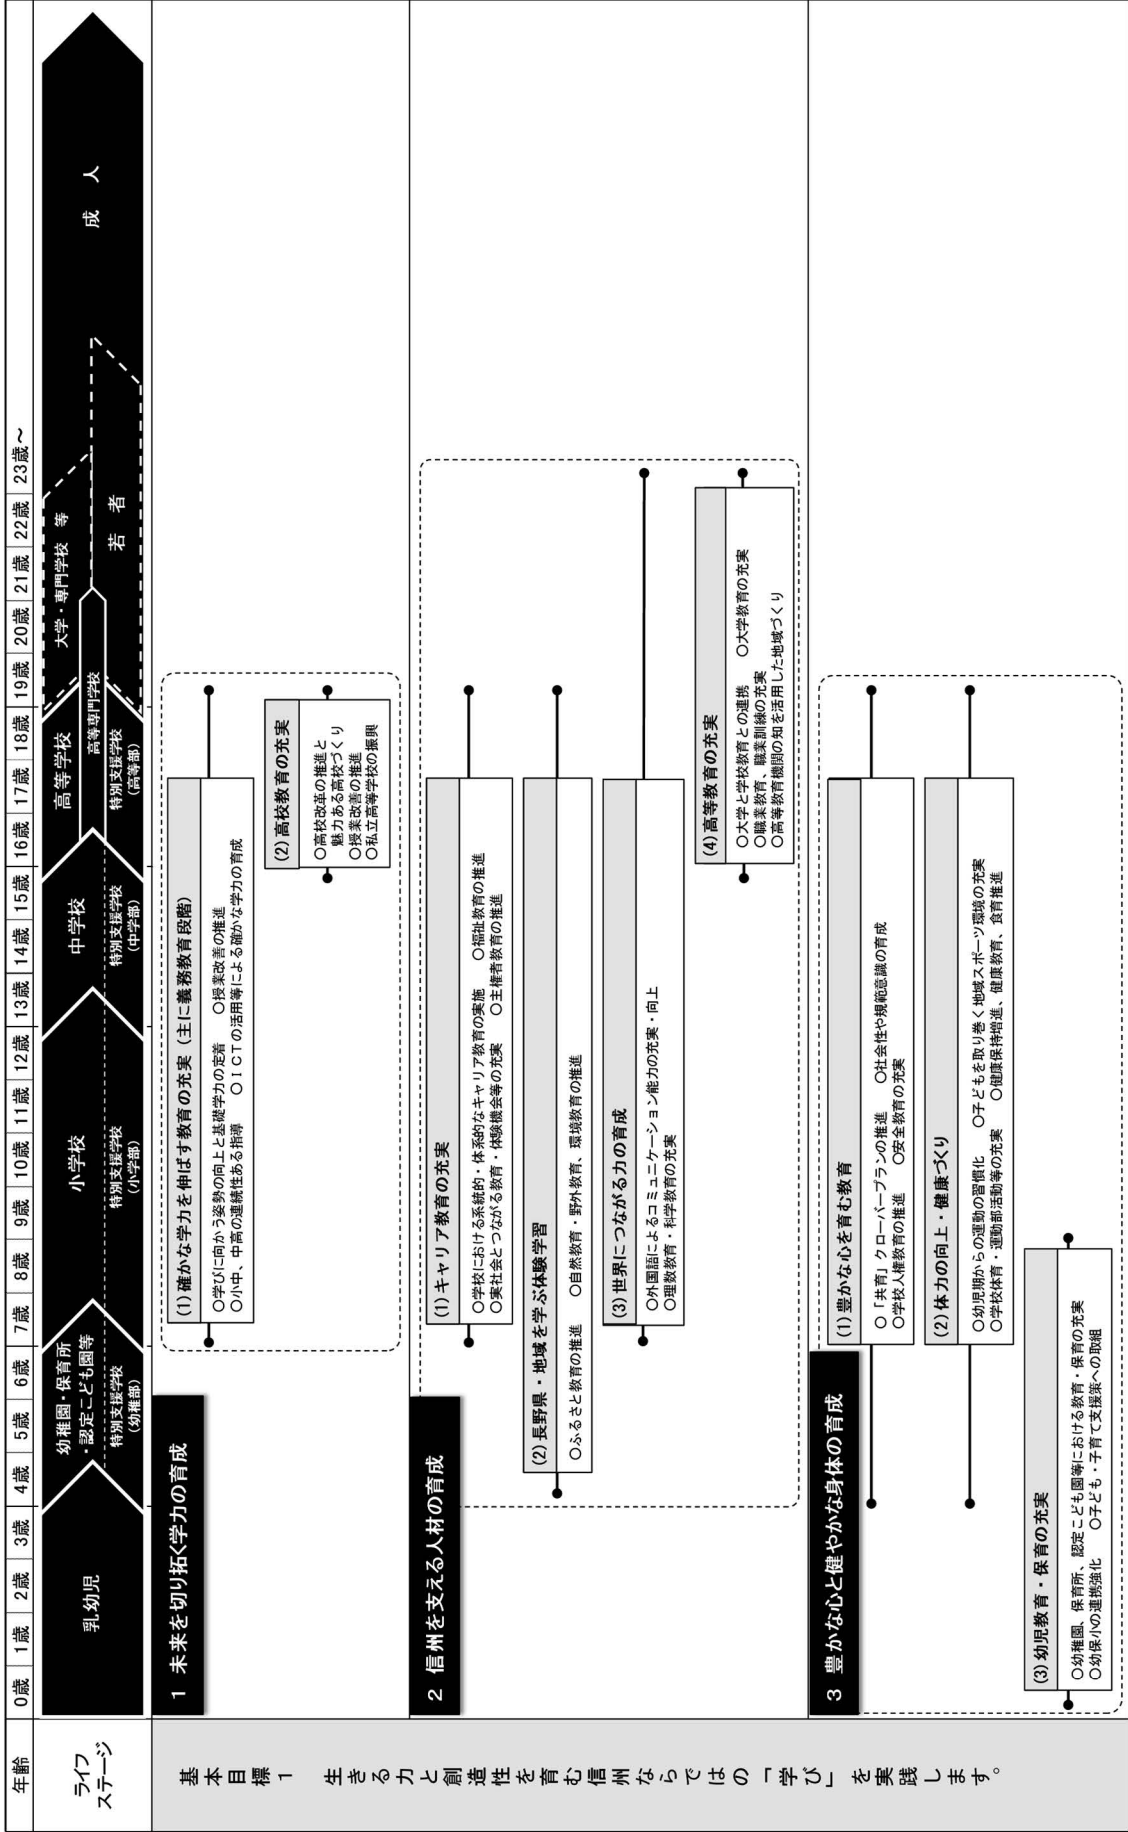 年齢
0歳
1歳
2歳
3歳
4歳
5歳
6歳
7歳
8歳
9歳
10歳
11歳
12歳
13歳
14歳
15歳
16歳
17歳
18歳
19歳
20歳
21歳
22歳
23歳～
ライフ
ステージ
乳幼児
幼稚園・保育所
・認定こども園等
特別支援学校
(幼稚部)
小学校
特別支援学校
(小学部)
中学校
特別支援学校
(中学部)
高等学校
高等専門学校
特別支援学校
(高等部)
大学・専門学校 等
若 者
成 人
基本目標1 生きる力と創造性を育む信州ならではの「学び」を実践します。
1 未来を切り拓く学力の育成
(1) 確かな学力を伸ばす教育の充実（主に義務教育段階）
○学びに向かう姿勢の向上と基礎学力の定着 ○授業改善の推進
○小中、中高の連続性ある指導 ○ＩＣＴの活用等による確かな学力の育成
(2) 高校教育の充実
○高校改革の推進と
魅力ある高校づくり
○授業改善の推進
○私立高等学校の振興
2 信州を支える人材の育成
(1) キャリア教育の充実
○学校における系統的・体系的なキャリア教育の実施 ○福祉教育の推進
○実社会とつながる教育・体験機会等の充実 ○主権者教育の推進
(2) 長野県・地域を学ぶ体験学習
○ふるさと教育の推進 ○自然教育・野外教育、環境教育の推進
(3) 世界につながる力の育成
○外国語によるコミュニケーション能力の充実・向上
○理数教育・科学教育の充実
(4) 高等教育の充実
○大学と学校教育との連携 ○大学教育の充実
○職業教育、職業訓練の充実
○高等教育機関の知を活用した地域づくり
3 豊かな心と健やかな身体の育成
(1) 豊かな心を育む教育
○「共育」クローバープランの推進 ○社会性や規範意識の育成
○学校人権教育の推進 ○安全教育の充実
(2) 体力の向上・健康づくり
○幼児期からの運動の習慣化 ○子どもを取り巻く地域スポーツ環境の充実
○学校体育・運動部活動等の充実 ○健康保持増進、健康教育、食育推進
(3) 幼児教育・保育の充実
○幼稚園、保育所、認定こども園等における教育・保育の充実
○幼保小の連携強化 ○子ども・子育て支援策への取組